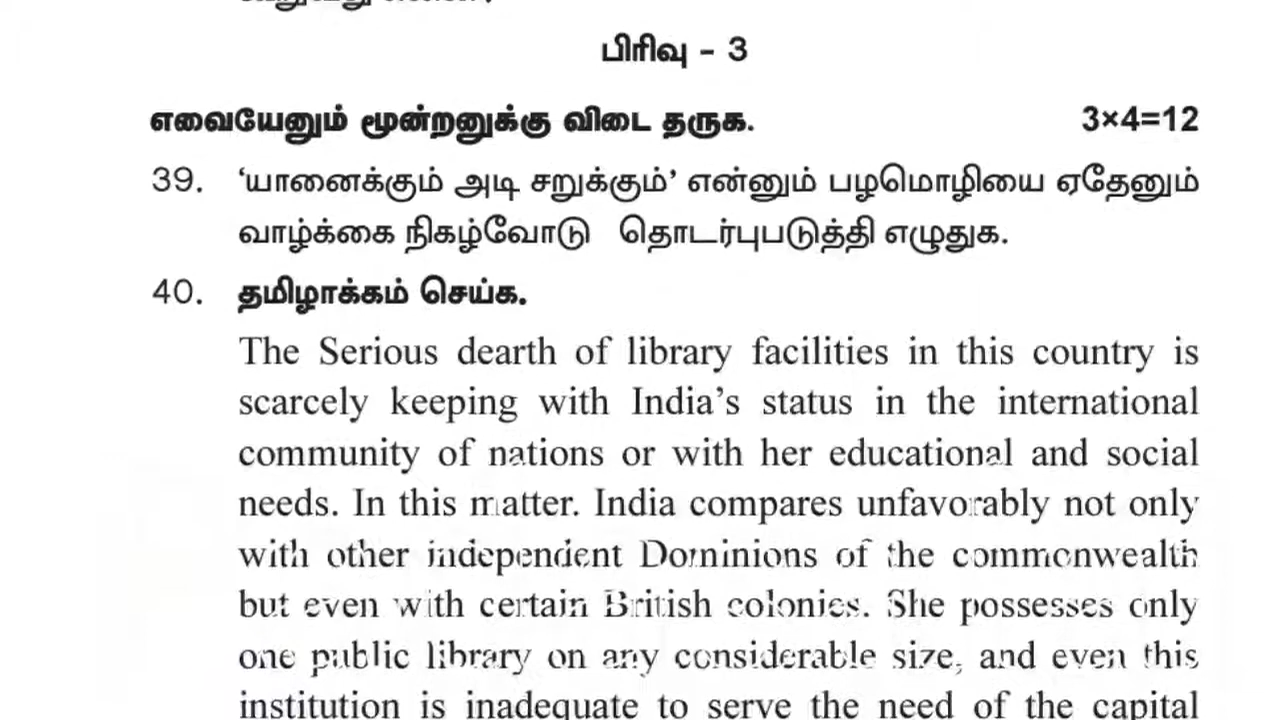 பிரிவு - 3
எவையேனும் மூன்றனுக்கு விடை தருக. 3×4=12
39. ‘யானைக்கும் அடி சறுக்கும்’ என்னும் பழமொழியை ஏதேனும்
வாழ்க்கை நிகழ்வோடு தொடர்புபடுத்தி எழுதுக.
40. தமிழாக்கம் செய்க.
The Serious dearth of library facilities in this country is
scarcely keeping with India’s status in the international
community of nations or with her educational and social
needs. In this matter. India compares unfavorably not only
with other independent Dominions of the commonwealth
but even with certain British colonies. She possesses only
one public library on any considerable size, and even this
institution is inadequate to serve the need of the capital